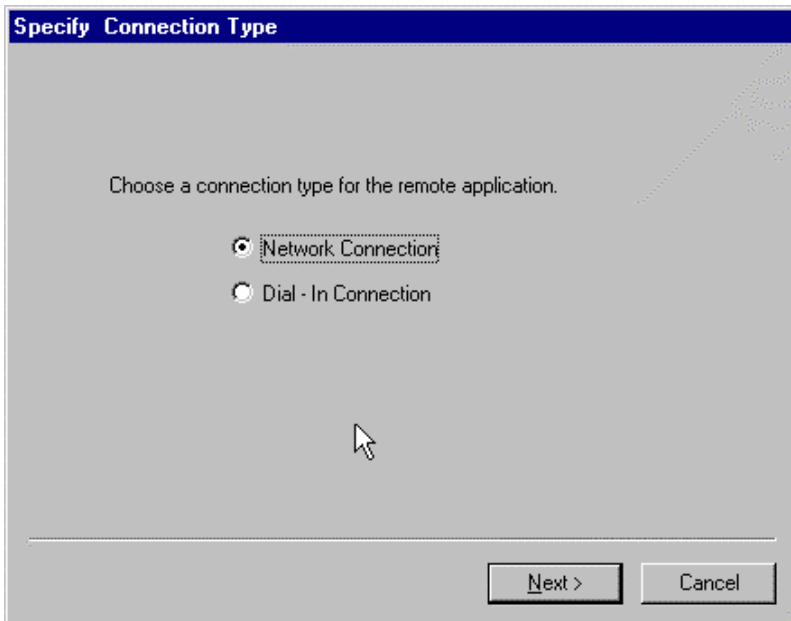 Specify Connection Type
Choose a connection type for the remote application.
Network Connection
Dial - In Connection
Next >
Cancel